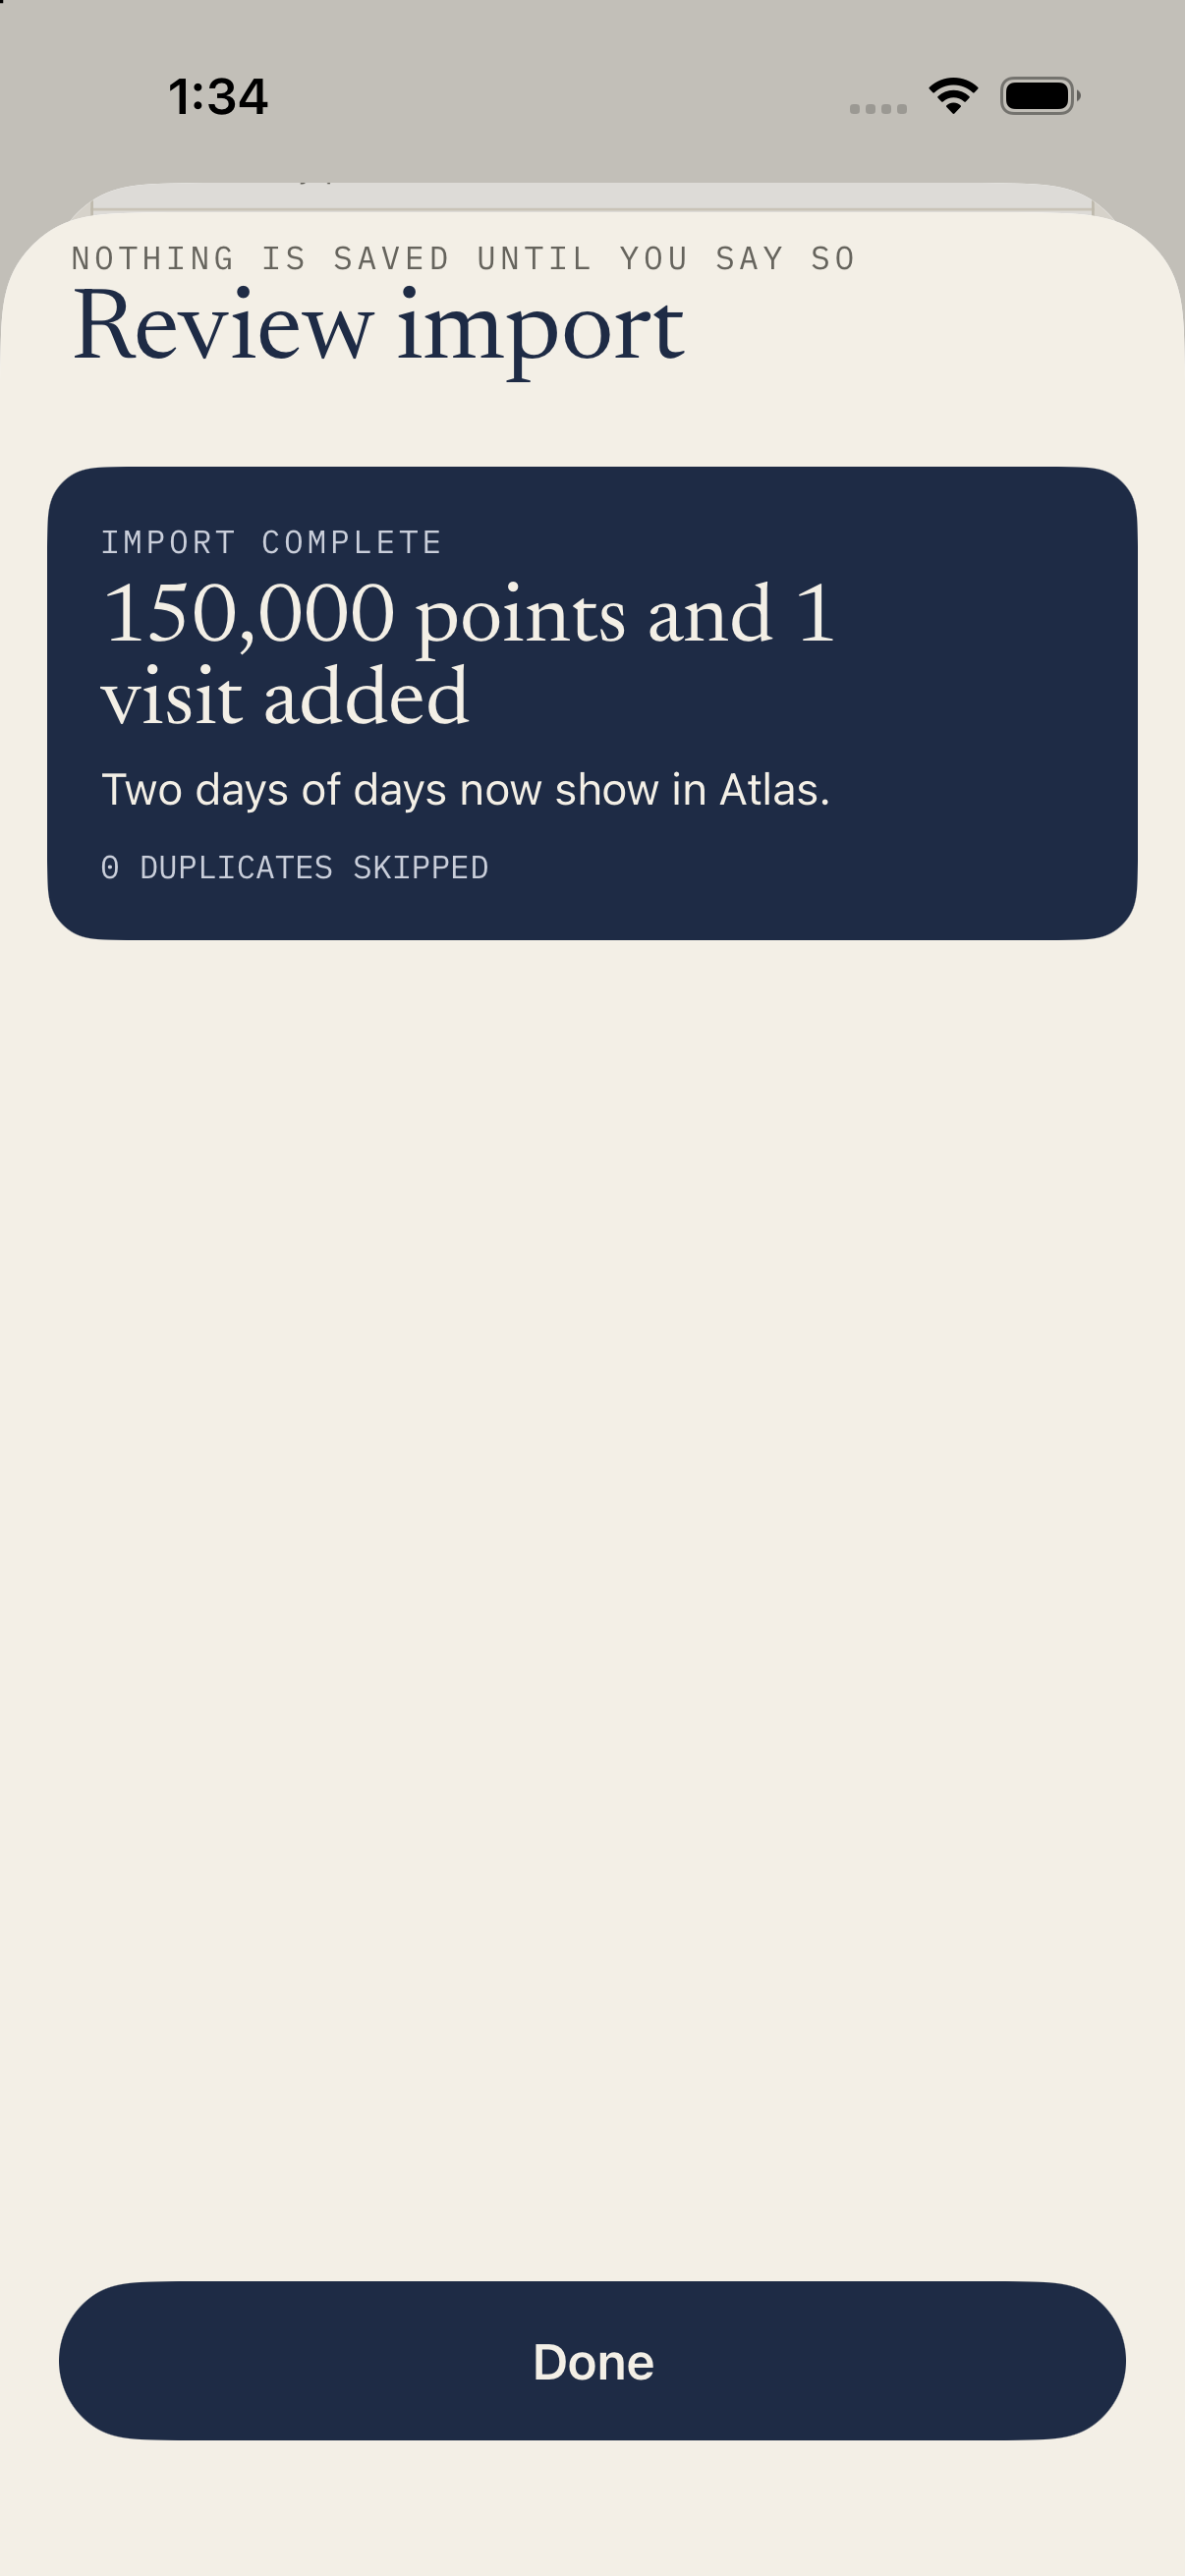 1:34
NOTHING IS SAVED UNTIL YOU SAY SO
Review import
IMPORT COMPLETE
150,000 points and 1
visit added
Two days of days now show in Atlas.
0 DUPLICATES SKIPPED
Done